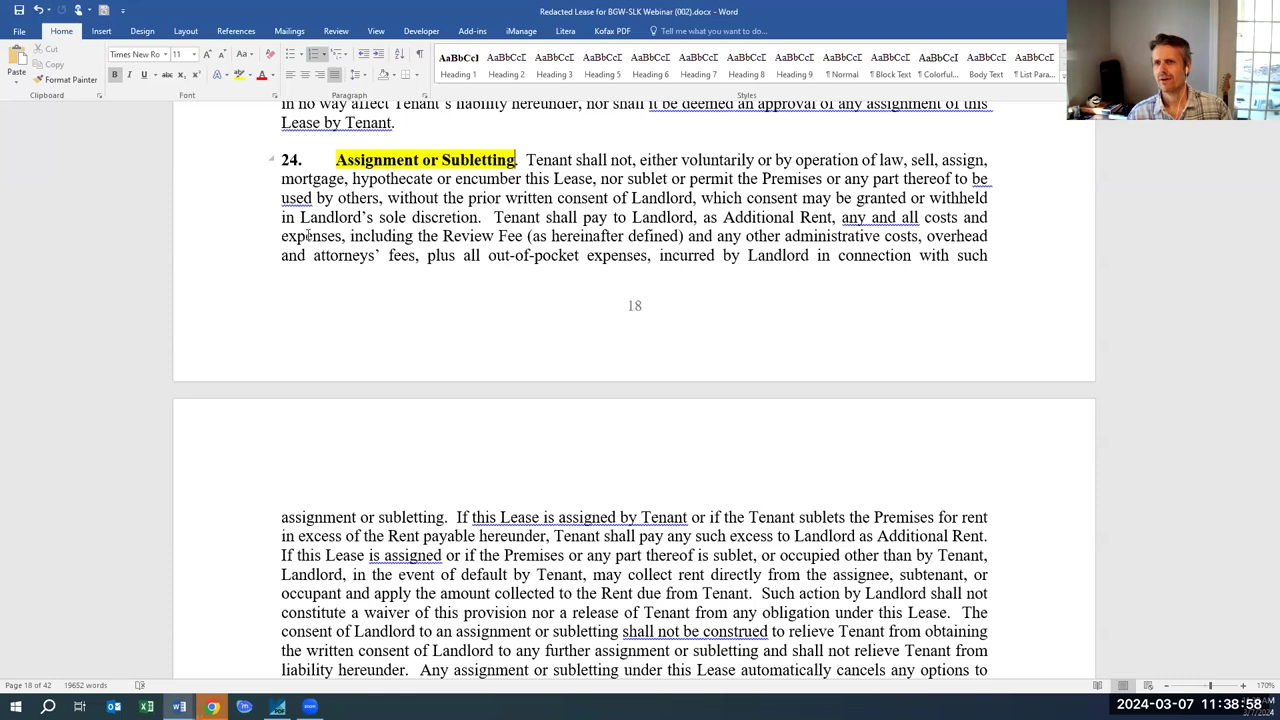 Redacted Lease for BGW-SLK Webinar (002).docx - Word
File Home Insert Design Layout References Mailings Review View Developer Help iManage Litera Kofax PDF Tell me what you want to do...
Cut
Copy
Format Painter
Paste
Times New Ro 11
Clipboard Font Paragraph Styles
AaBbCcI AaBbCcDc AaBbCcDc AaBbCcDc AaBbCcDc AaBbCcDc AaBbCcDc AaBbCcDc AaBbCcDc AaBbCcDc AaBbCcI AaBbCcDc AaBbCcDc
Heading 1 Heading 2 Heading 3 Heading 5 Heading 6 Heading 7 Heading 8 Heading 9 ¶ Normal ¶ Block Text ¶ Colorful... Body Text ¶ List Para...
in no way affect Tenant's liability hereunder, nor shall it be deemed an approval of any assignment of this
Lease by Tenant.
24. Assignment or Subletting. Tenant shall not, either voluntarily or by operation of law, sell, assign,
mortgage, hypothecate or encumber this Lease, nor sublet or permit the Premises or any part thereof to be
used by others, without the prior written consent of Landlord, which consent may be granted or withheld
in Landlord's sole discretion. Tenant shall pay to Landlord, as Additional Rent, any and all costs and
expenses, including the Review Fee (as hereinafter defined) and any other administrative costs, overhead
and attorneys' fees, plus all out-of-pocket expenses, incurred by Landlord in connection with such
18
assignment or subletting. If this Lease is assigned by Tenant or if the Tenant sublets the Premises for rent
in excess of the Rent payable hereunder, Tenant shall pay any such excess to Landlord as Additional Rent.
If this Lease is assigned or if the Premises or any part thereof is sublet, or occupied other than by Tenant,
Landlord, in the event of default by Tenant, may collect rent directly from the assignee, subtenant, or
occupant and apply the amount collected to the Rent due from Tenant. Such action by Landlord shall not
constitute a waiver of this provision nor a release of Tenant from any obligation under this Lease. The
consent of Landlord to an assignment or subletting shall not be construed to relieve Tenant from obtaining
the written consent of Landlord to any further assignment or subletting and shall not relieve Tenant from
liability hereunder. Any assignment or subletting under this Lease automatically cancels any options to
Page 18 of 42 19652 words 170%
2024-03-07 11:38:58